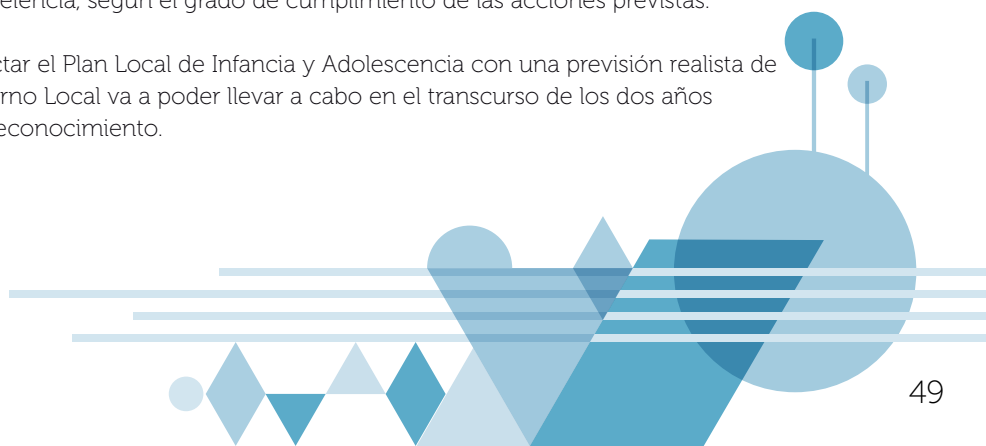 elencia, según el grado de cumplimiento de las acciones previstas.
ctar el Plan Local de Infancia y Adolescencia con una previsión realista de
rno Local va a poder llevar a cabo en el transcurso de los dos años
econocimiento.
49